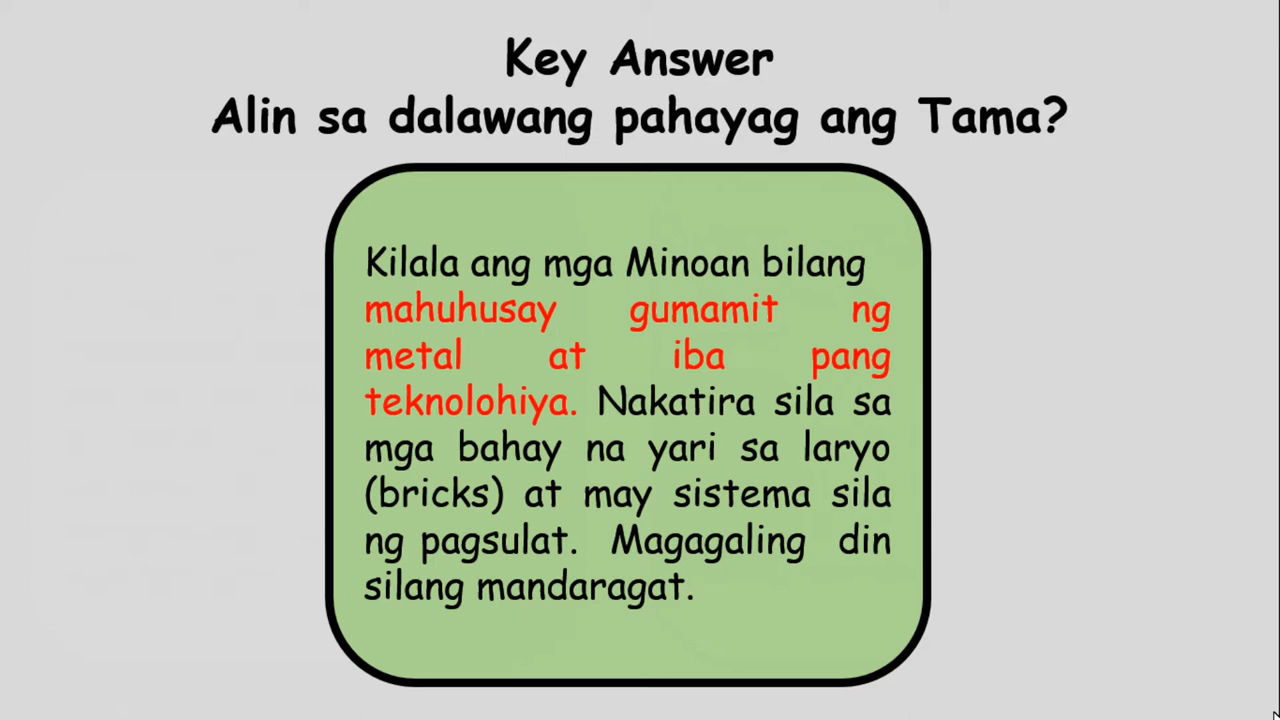 Key Answer
Alin sa dalawang pahayag ang Tama?
Kilala ang mga Minoan bilang
mahuhusay gumamit ng
metal at iba pang
teknolohiya. Nakatira sila sa
mga bahay na yari sa laryo
(bricks) at may sistema sila
ng pagsulat. Magagaling din
silang mandaragat.